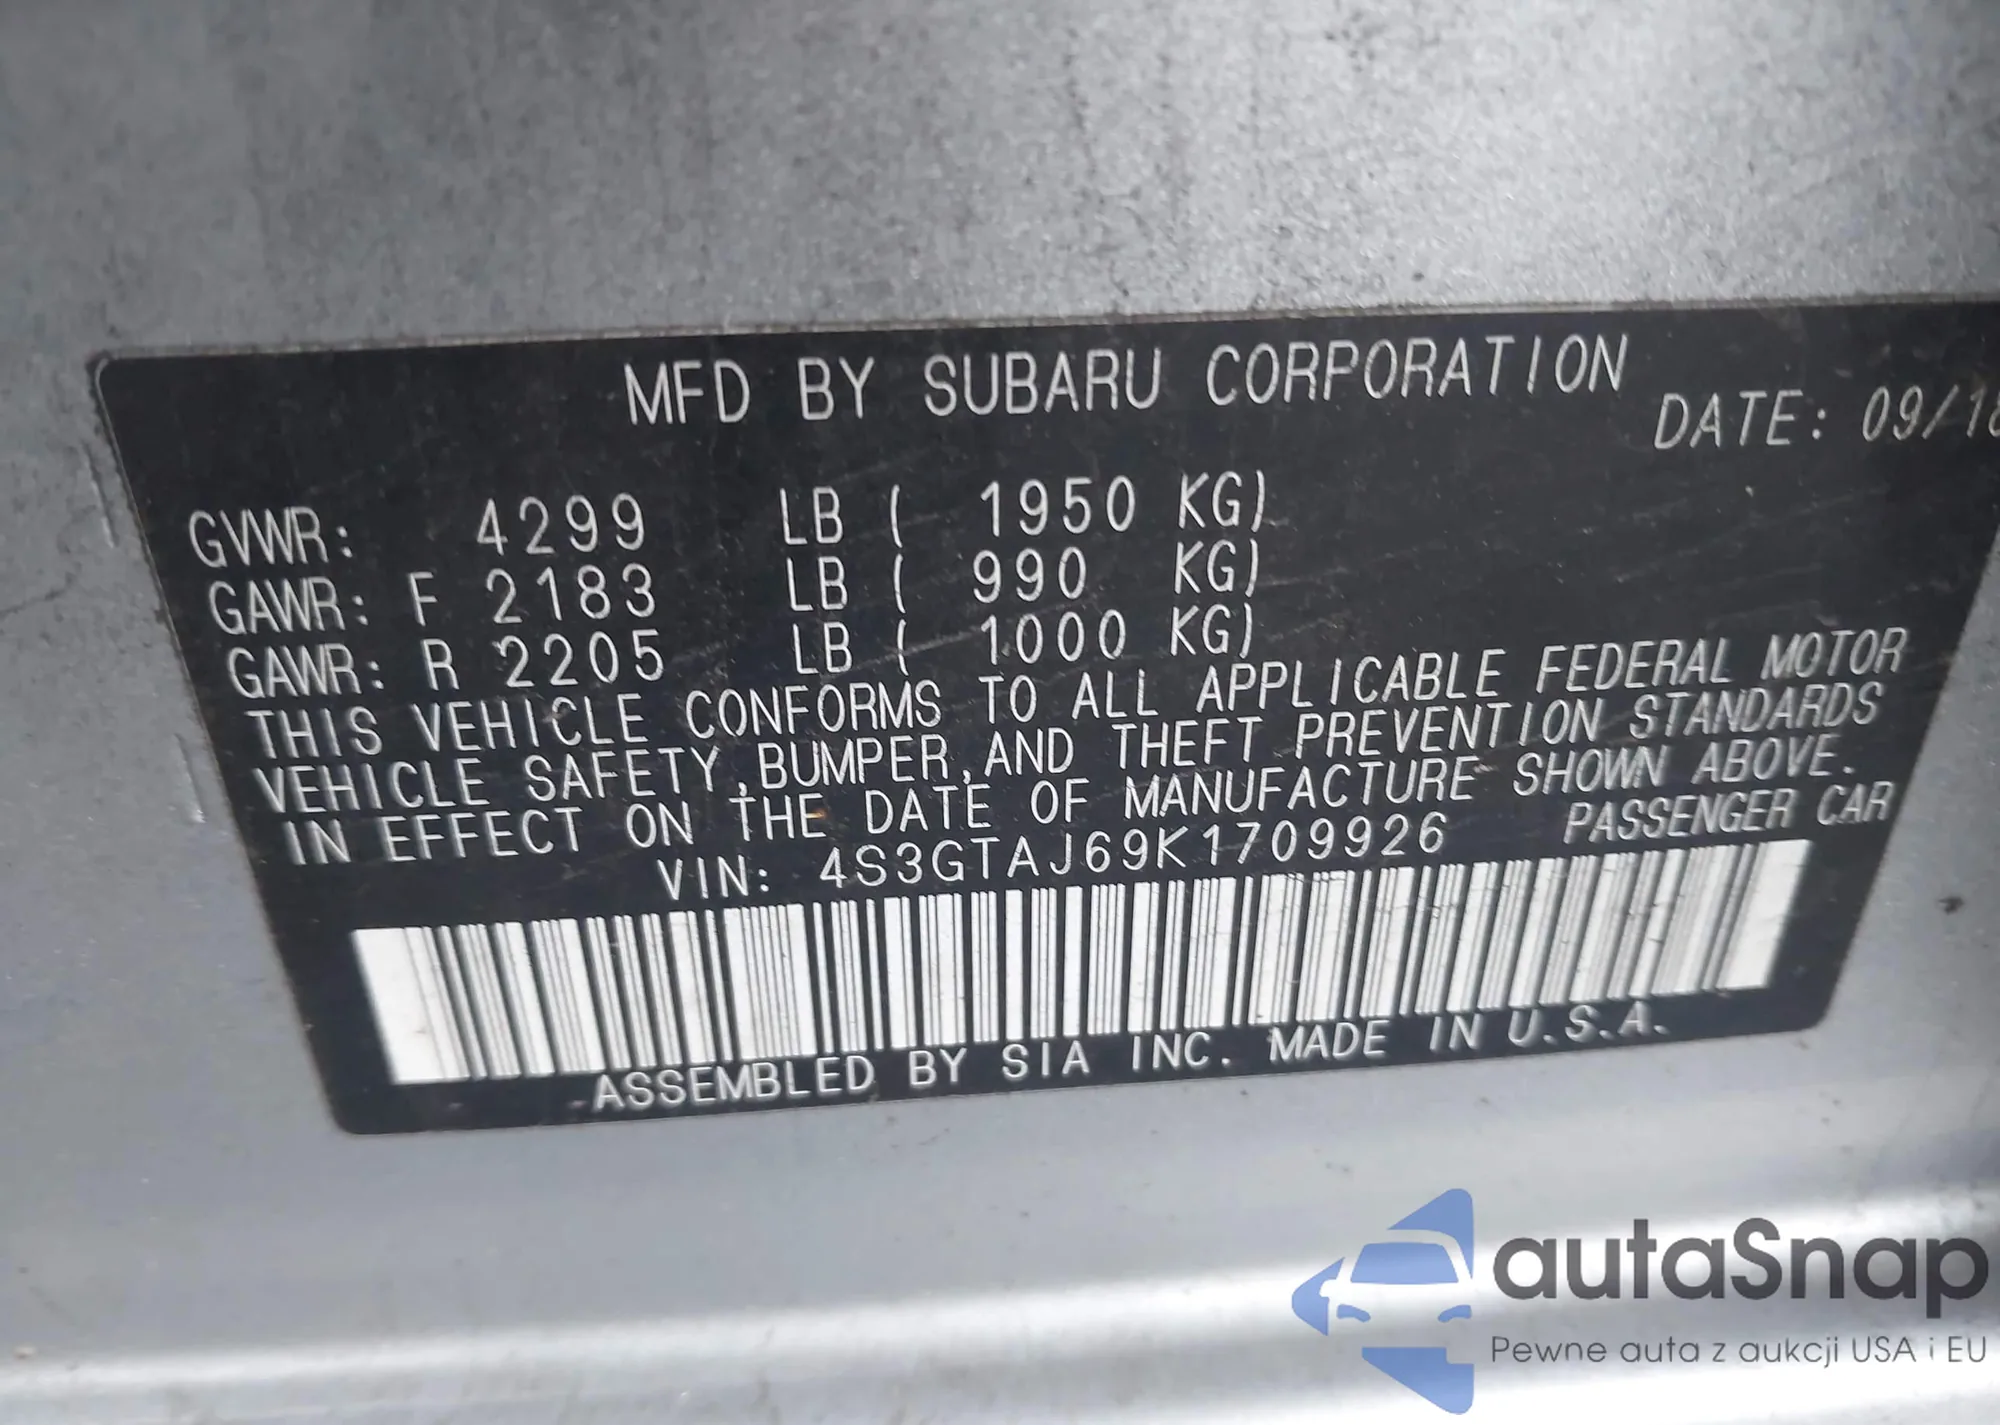 MFD BY SUBARU CORPORATION
DATE: 09/18
GVWR: 4299 LB ( 1950 KG)
GAWR: F 2183 LB ( 990 KG)
GAWR: R 2205 LB ( 1000 KG)
THIS VEHICLE CONFORMS TO ALL APPLICABLE FEDERAL MOTOR
VEHICLE SAFETY, BUMPER, AND THEFT PREVENTION STANDARDS
IN EFFECT ON THE DATE OF MANUFACTURE SHOWN ABOVE.
VIN: 4S3GTAJ69K1709926 PASSENGER CAR
ASSEMBLED BY SIA INC. MADE IN U.S.A.
autaSnap
Pewne auta z aukcji USA i EU